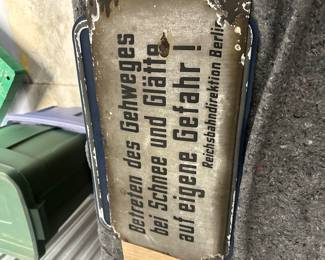 Betreten des Gehweges
bei Schnee und Glätte
auf eigene Gefahr !
Reichsbahndirektion Berlin